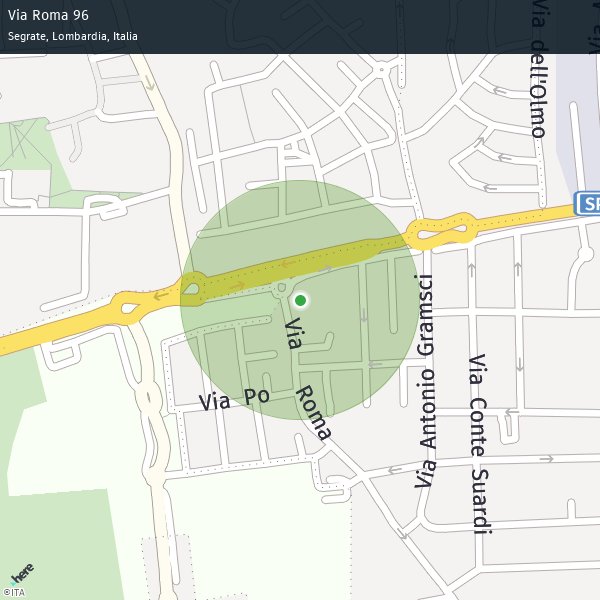 Via Roma 96
Segrate, Lombardia, Italia
Via dell'Olmo
SP
Via
Roma
Via Po
Via Antonio Gramsci
Via Conte Suardi
here
©ITA